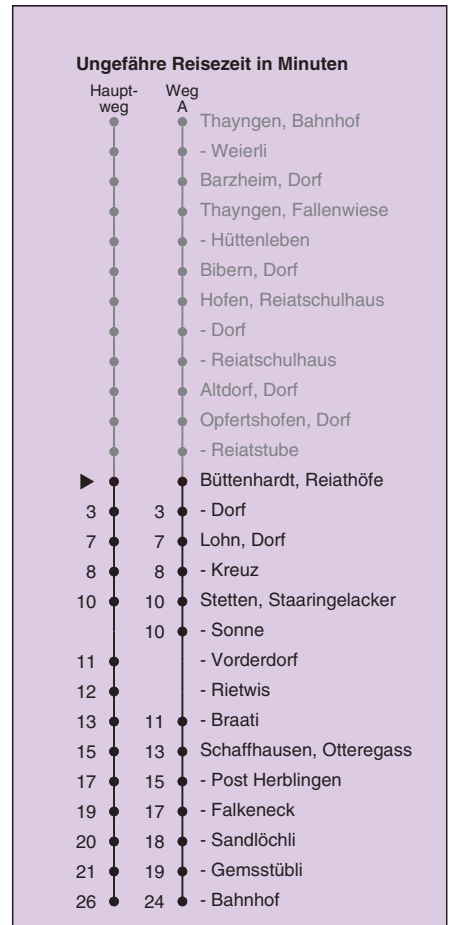 Ungefähre Reisezeit in Minuten
Haupt- Weg
weg A
Thayngen, Bahnhof
- Weierli
Barzheim, Dorf
Thayngen, Fallenwiese
- Hüttenleben
Bibern, Dorf
Hofen, Reiatschulhaus
- Dorf
- Reiatschulhaus
Altdorf, Dorf
Opfertshofen, Dorf
- Reiatstube
Büttenhardt, Reiathöfe
3 3 - Dorf
7 7 Lohn, Dorf
8 8 - Kreuz
10 10 Stetten, Staaringelacker
10 - Sonne
11 - Vorderdorf
12 - Rietwis
13 11 - Braati
15 13 Schaffhausen, Otteregass
17 15 - Post Herblingen
19 17 - Falkeneck
20 18 - Sandlöchli
21 19 - Gemsstübli
26 24 - Bahnhof